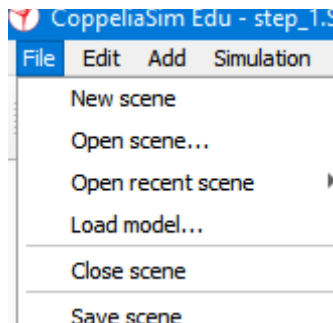 CoppeliaSim Edu - step_1.
File Edit Add Simulation
New scene
Open scene...
Open recent scene
Load model...
Close scene
Save scene